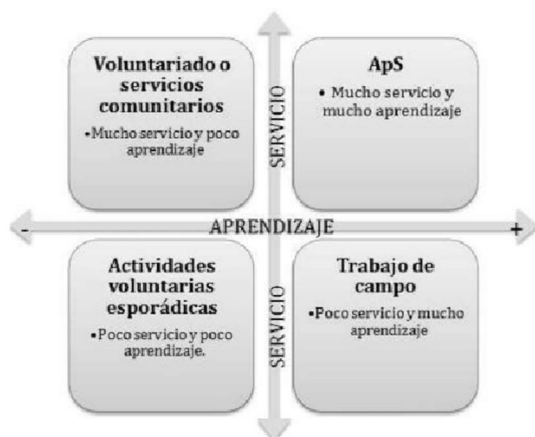 Voluntariado o
servicios
comunitarios
•Mucho servicio y poco
aprendizaje
SERVICIO
ApS
• Mucho servicio y
mucho aprendizaje
-
APRENDIZAJE
+
Actividades
voluntarias
esporádicas
•Poco servicio y poco
aprendizaje.
SERVICIO
Trabajo de
campo
•Poco servicio y mucho
aprendizaje